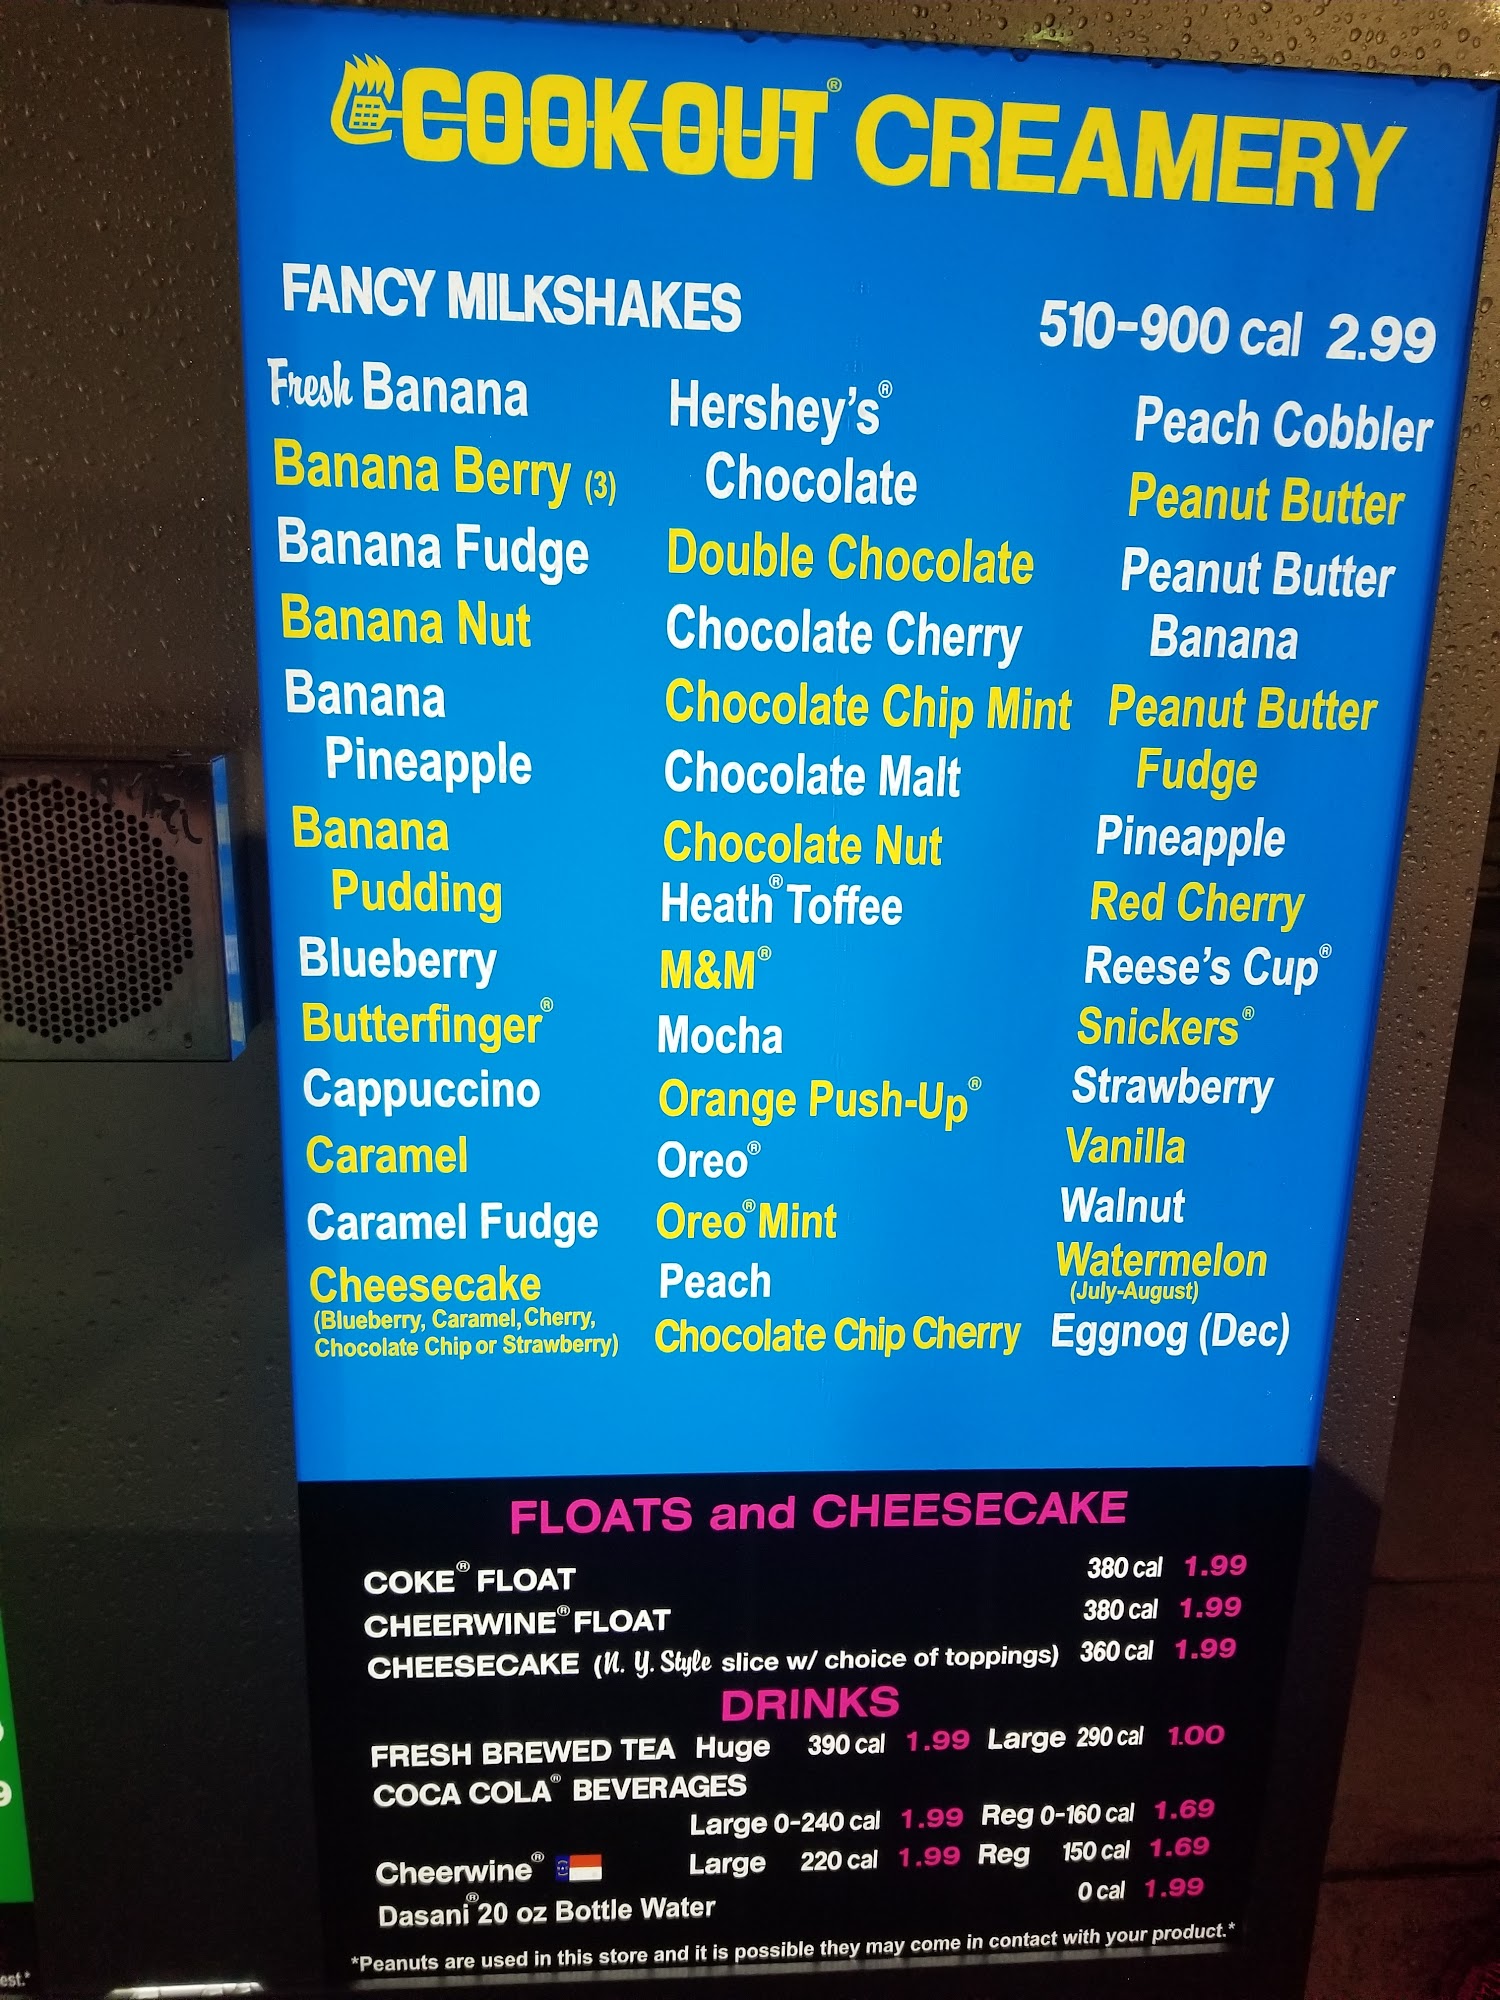 COOK OUT® CREAMERY
FANCY MILKSHAKES 510-900 cal 2.99
Fresh Banana
Banana Berry (3)
Banana Fudge
Banana Nut
Banana
Pineapple
Banana
Pudding
Blueberry
Butterfinger®
Cappuccino
Caramel
Caramel Fudge
Cheesecake
(Blueberry, Caramel, Cherry,
Chocolate Chip or Strawberry)
Hershey's®
Chocolate
Double Chocolate
Chocolate Cherry
Chocolate Chip Mint
Chocolate Malt
Chocolate Nut
Heath® Toffee
M&M®
Mocha
Orange Push-Up®
Oreo®
Oreo® Mint
Peach
Chocolate Chip Cherry
Peach Cobbler
Peanut Butter
Peanut Butter
Banana
Peanut Butter
Fudge
Pineapple
Red Cherry
Reese's Cup®
Snickers®
Strawberry
Vanilla
Walnut
Watermelon
(July-August)
Eggnog (Dec)
FLOATS and CHEESECAKE
COKE® FLOAT 380 cal 1.99
CHEERWINE® FLOAT 380 cal 1.99
CHEESECAKE (N. Y. Style slice w/ choice of toppings) 360 cal 1.99
DRINKS
FRESH BREWED TEA Huge 390 cal 1.99 Large 290 cal 1.00
COCA COLA® BEVERAGES
Large 0-240 cal 1.99 Reg 0-160 cal 1.69
Cheerwine® Large 220 cal 1.99 Reg 150 cal 1.69
Dasani® 20 oz Bottle Water 0 cal 1.99
*Peanuts are used in this store and it is possible they may come in contact with your product.*